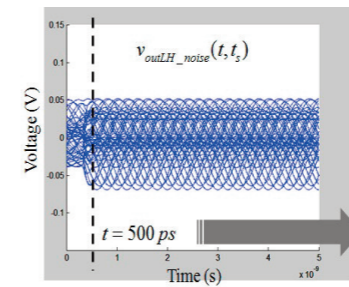 0.15
v_outLH_noise(t,t_s)
0.1
0.05
Voltage (V)
0
-0.05
-0.1
t = 500 ps
0 1 2 3 4 5
Time (s)
x 10^-9